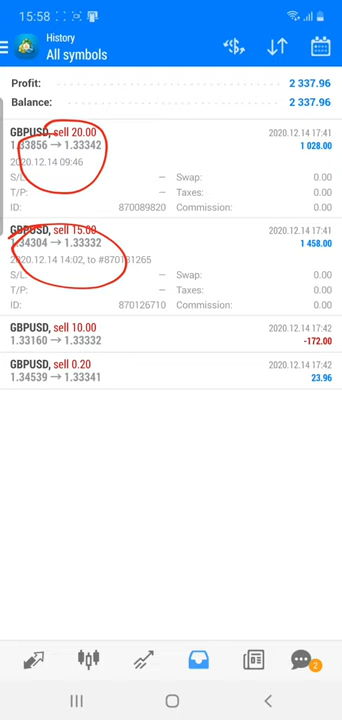 15:58
History
All symbols
Profit: 2 337.96
Balance: 2 337.96
GBPUSD, sell 20.00 2020.12.14 17:41
1.33856 → 1.33342 1 028.00
2020.12.14 09:46
S/L: – Swap: 0.00
T/P: – Taxes: 0.00
ID: 870089820 Commission: 0.00
GBPUSD, sell 15.00 2020.12.14 17:41
1.34304 → 1.33332 1 458.00
2020.12.14 14:02, to #870131265
S/L: – Swap: 0.00
T/P: – Taxes: 0.00
ID: 870126710 Commission: 0.00
GBPUSD, sell 10.00 2020.12.14 17:42
1.33160 → 1.33332 -172.00
GBPUSD, sell 0.20 2020.12.14 17:42
1.34539 → 1.33341 23.96
2